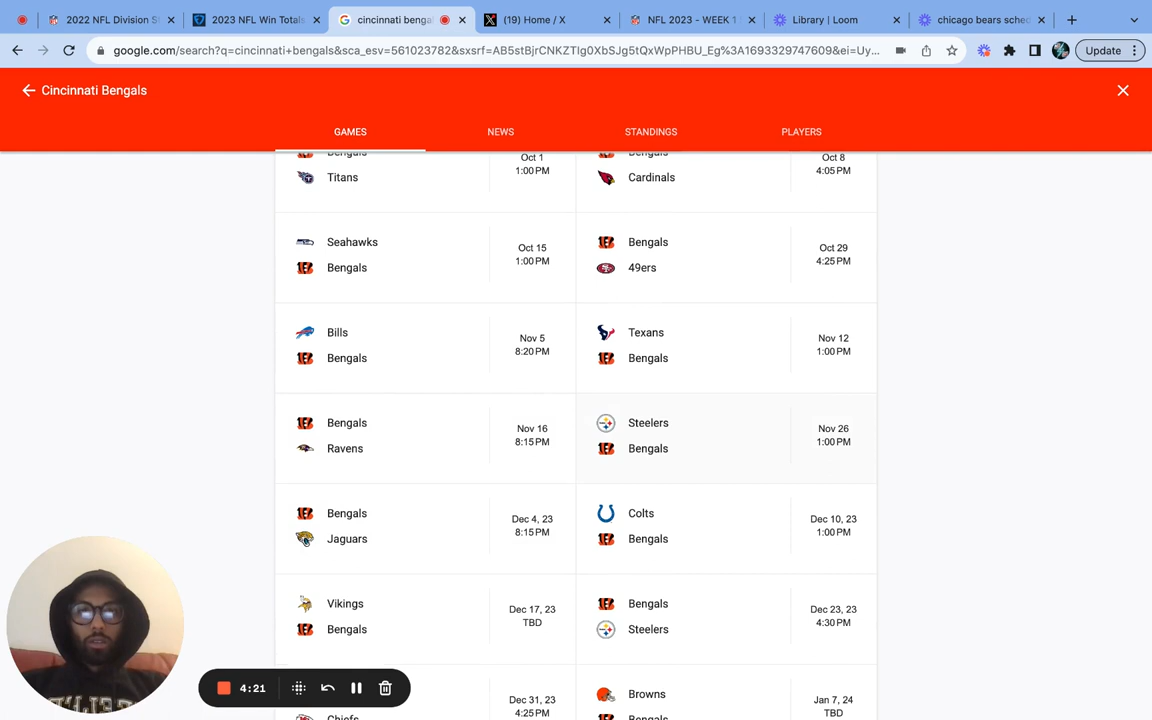 2022 NFL Division S
2023 NFL Win Totals
cincinnati benga
(19) Home / X
NFL 2023 - WEEK 1
Library | Loom
chicago bears sched
google.com/search?q=cincinnati+bengals&sca_esv=561023782&sxsrf=AB5stBjrCNKZTIg0XbSJg5tQxWpPHBU_Eg%3A1693329747609&ei=Uy...
Update
Cincinnati Bengals
GAMES
NEWS
STANDINGS
PLAYERS
Bengals
Titans
Oct 1
1:00 PM
Bengals
Cardinals
Oct 8
4:05 PM
Seahawks
Bengals
Oct 15
1:00 PM
Bengals
49ers
Oct 29
4:25 PM
Bills
Bengals
Nov 5
8:20 PM
Texans
Bengals
Nov 12
1:00 PM
Bengals
Ravens
Nov 16
8:15 PM
Steelers
Bengals
Nov 26
1:00 PM
Bengals
Jaguars
Dec 4, 23
8:15 PM
Colts
Bengals
Dec 10, 23
1:00 PM
Vikings
Bengals
Dec 17, 23
TBD
Bengals
Steelers
Dec 23, 23
4:30 PM
Chiefs
Dec 31, 23
4:25 PM
Browns
Bengals
Jan 7, 24
TBD
4:21